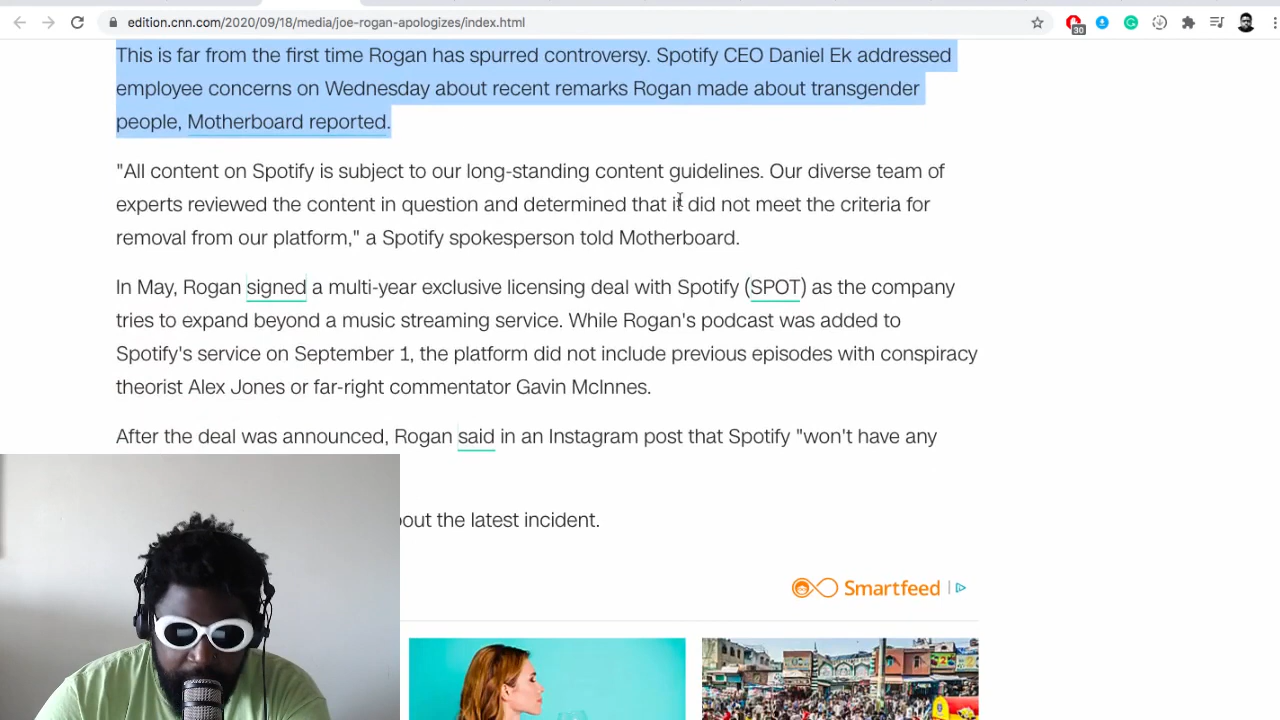 edition.cnn.com/2020/09/18/media/joe-rogan-apologizes/index.html
30
This is far from the first time Rogan has spurred controversy. Spotify CEO Daniel Ek addressed
employee concerns on Wednesday about recent remarks Rogan made about transgender
people, Motherboard reported.
"All content on Spotify is subject to our long-standing content guidelines. Our diverse team of
experts reviewed the content in question and determined that it did not meet the criteria for
removal from our platform," a Spotify spokesperson told Motherboard.
In May, Rogan signed a multi-year exclusive licensing deal with Spotify (SPOT) as the company
tries to expand beyond a music streaming service. While Rogan's podcast was added to
Spotify's service on September 1, the platform did not include previous episodes with conspiracy
theorist Alex Jones or far-right commentator Gavin McInnes.
After the deal was announced, Rogan said in an Instagram post that Spotify "won't have any
the latest incident.
Smartfeed